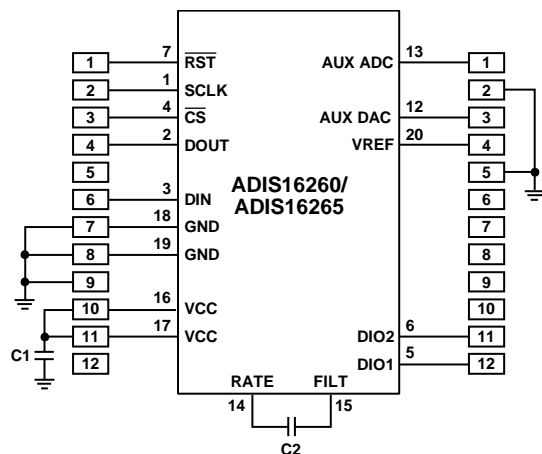 1 7 RST AUX ADC 13 1
2 1 SCLK 2
3 4 CS AUX DAC 12 3
4 2 DOUT VREF 20 4
5 5
ADIS16260/
ADIS16265
6 3 DIN 6
7 18 GND 7
8 19 GND 8
9 9
10 16 VCC 10
11 17 VCC DIO2 6 11
C1 12 DIO1 5 12
RATE FILT
14 15
C2